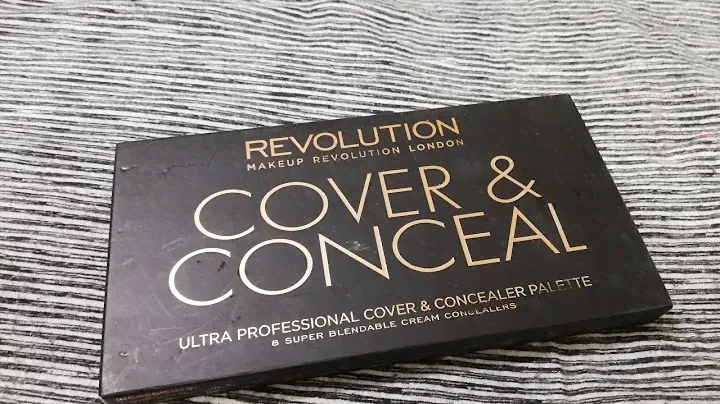 REVOLUTION
MAKEUP REVOLUTION LONDON
COVER &
CONCEAL
ULTRA PROFESSIONAL COVER & CONCEALER PALETTE
8 SUPER BLENDABLE CREAM CONCEALERS